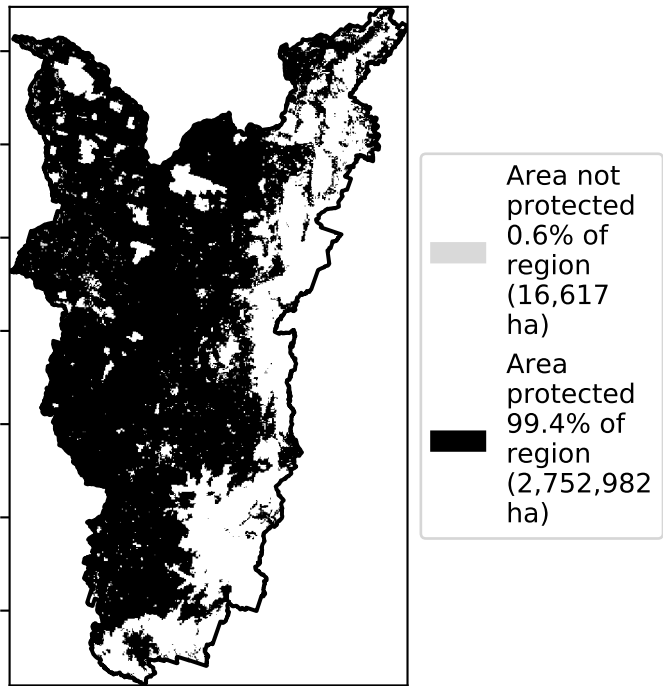 Area not
protected
0.6% of
region
(16,617
ha)
Area
protected
99.4% of
region
(2,752,982
ha)